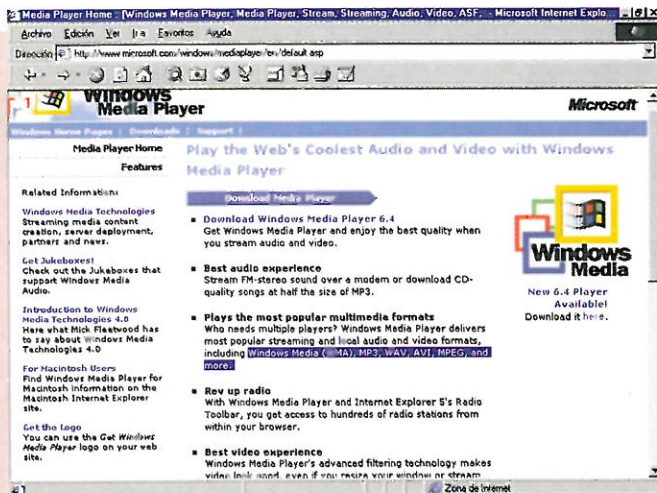 Media Player Home : [Windows Media Player, Media Player, Stream, Streaming, Audio, Video, ASF, - Microsoft Internet Explo...
Archivo Edición Ver Ir a Favoritos Ayuda
Dirección http://www.microsoft.com/windows/mediaplayer/en/default.asp
Windows
Media Player
Microsoft
Windows Home Pages | Downloads | Support |
Media Player Home
Features
Related Information:
Windows Media Technologies
Streaming media content
creation, server deployment,
partners and news.
Get Jukeboxes!
Check out the Jukeboxes that
support Windows Media
Audio.
Introduction to Windows
Media Technologies 4.0
Here what Mick Fleetwood has
to say about Windows Media
Technologies 4.0
For Macintosh Users
Find Windows Media Player for
Macintosh information on the
Macintosh Internet Explorer
site.
Get the Logo
You can use the Get Windows
Media Player logo on your web
site.
Play the Web's Coolest Audio and Video with Windows
Media Player
Download Media Player
Download Windows Media Player 6.4
Get Windows Media Player and enjoy the best quality when
you stream audio and video.
Best audio experience
Stream FM-stereo sound over a modem or download CD-
quality songs at half the size of MP3.
Plays the most popular multimedia formats
Who needs multiple players? Windows Media Player delivers
most popular streaming and local audio and video formats,
including Windows Media (WMA), MP3, WAV, AVI, MPEG, and
more.
Rev up radio
With Windows Media Player and Internet Explorer 5's Radio
Toolbar, you get access to hundreds of radio stations from
within your browser.
Best video experience
Windows Media Player's advanced filtering technology makes
video look good, even if you resize your window or stream
Windows
Media
New 6.4 Player
Available!
Download it here.
Zona de Internet